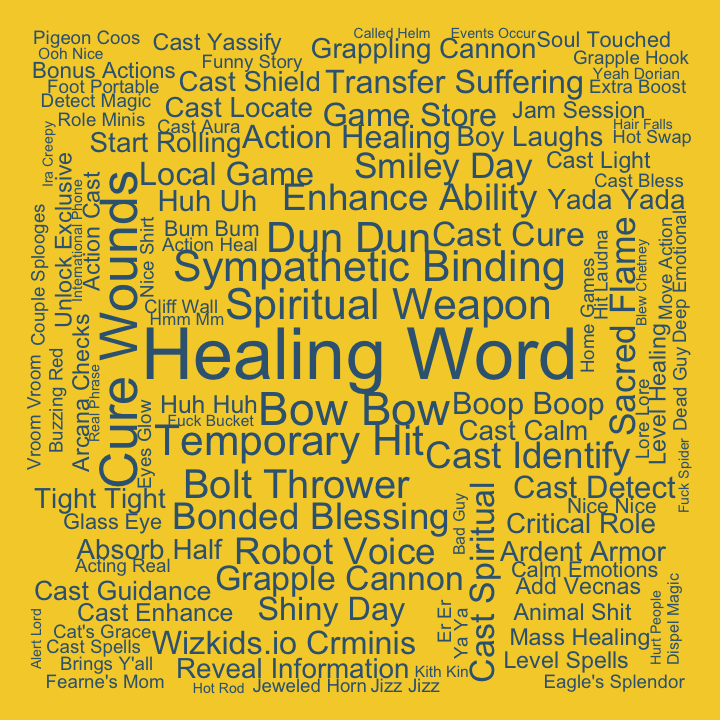 Pigeon Coos
Cast Yassify
Called Helm
Events Occur
Soul Touched
Ooh Nice
Funny Story
Grappling Cannon
Grapple Hook
Bonus Actions
Cast Shield
Transfer Suffering
Yeah Dorian
Foot Portable
Extra Boost
Detect Magic
Cast Locate
Game Store
Jam Session
Role Minis
Cast Aura
Hair Falls
Start Rolling
Action Healing
Boy Laughs
Hot Swap
Ira Creepy
Local Game
Smiley Day
Cast Light
Cast Bless
Unlock Exclusive
International Phone
Action Cast
Huh Uh
Enhance Ability
Yada Yada
Couple Splooges
Cure Wounds
Nice Shirt
Bum Bum
Action Heal
Dun Dun
Cast Cure
Sympathetic Binding
Home Games
Hit Laudna
Sacred Flame
Blew Chetney
Move Action
Deep Emotional
Cliff Wall
Hmm Mm
Spiritual Weapon
Healing Word
Vroom Vroom
Buzzing Red
Arcana Checks
Real Phrase
Eyes Glow
Huh Huh
Fuck Bucket
Bow Bow
Boop Boop
Lore Lore
Level Healing
Dead Guy
Temporary Hit
Cast Calm
Cast Identify
Fuck Spider
Bolt Thrower
Cast Detect
Tight Tight
Nice Nice
Glass Eye
Bonded Blessing
Bad Guy
Cast Spiritual
Critical Role
Absorb Half
Robot Voice
Ardent Armor
Acting Real
Grapple Cannon
Calm Emotions
Add Vecnas
Cast Guidance
Cast Enhance
Shiny Day
Er Er
Ya Ya
Animal Shit
Hurt People
Dispel Magic
Alert Lord
Cat's Grace
Cast Spells
Wizkids.io Crminis
Mass Healing
Brings Y'all
Reveal Information
Kith Kin
Level Spells
Fearne's Mom
Hot Rod
Jeweled Horn
Jizz Jizz
Eagle's Splendor